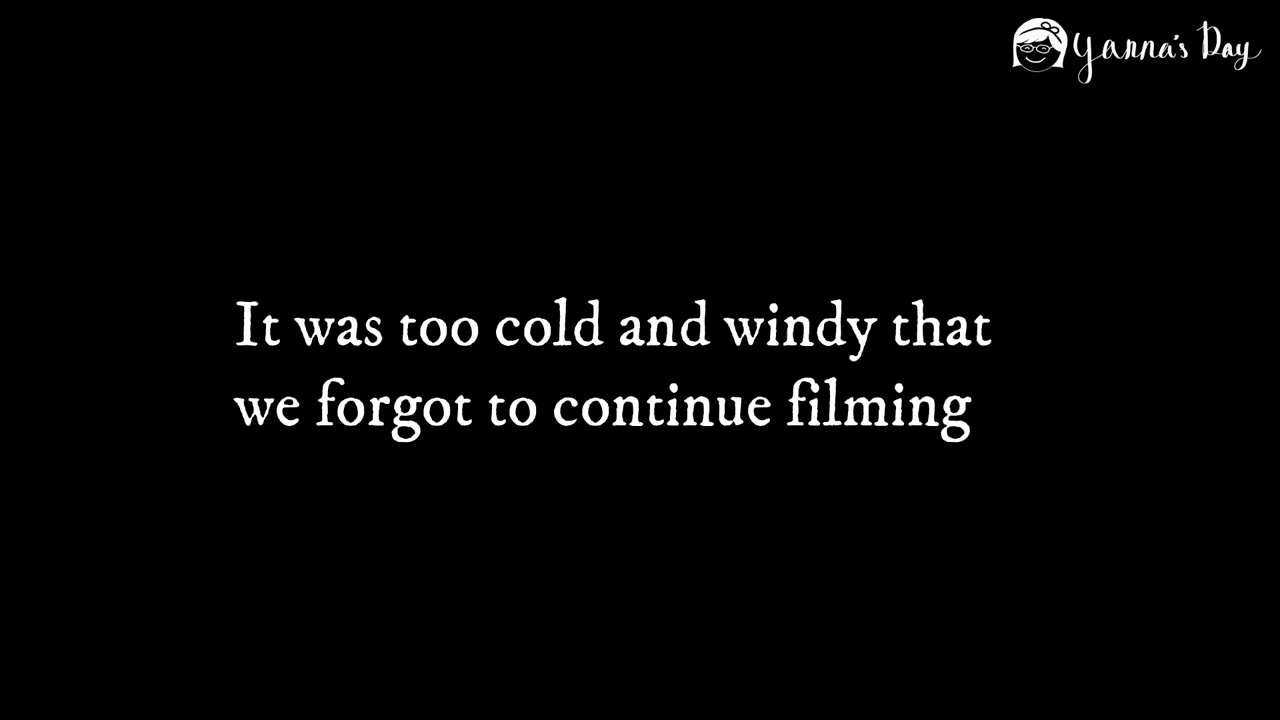 Yanna's Day
It was too cold and windy that
we forgot to continue filming